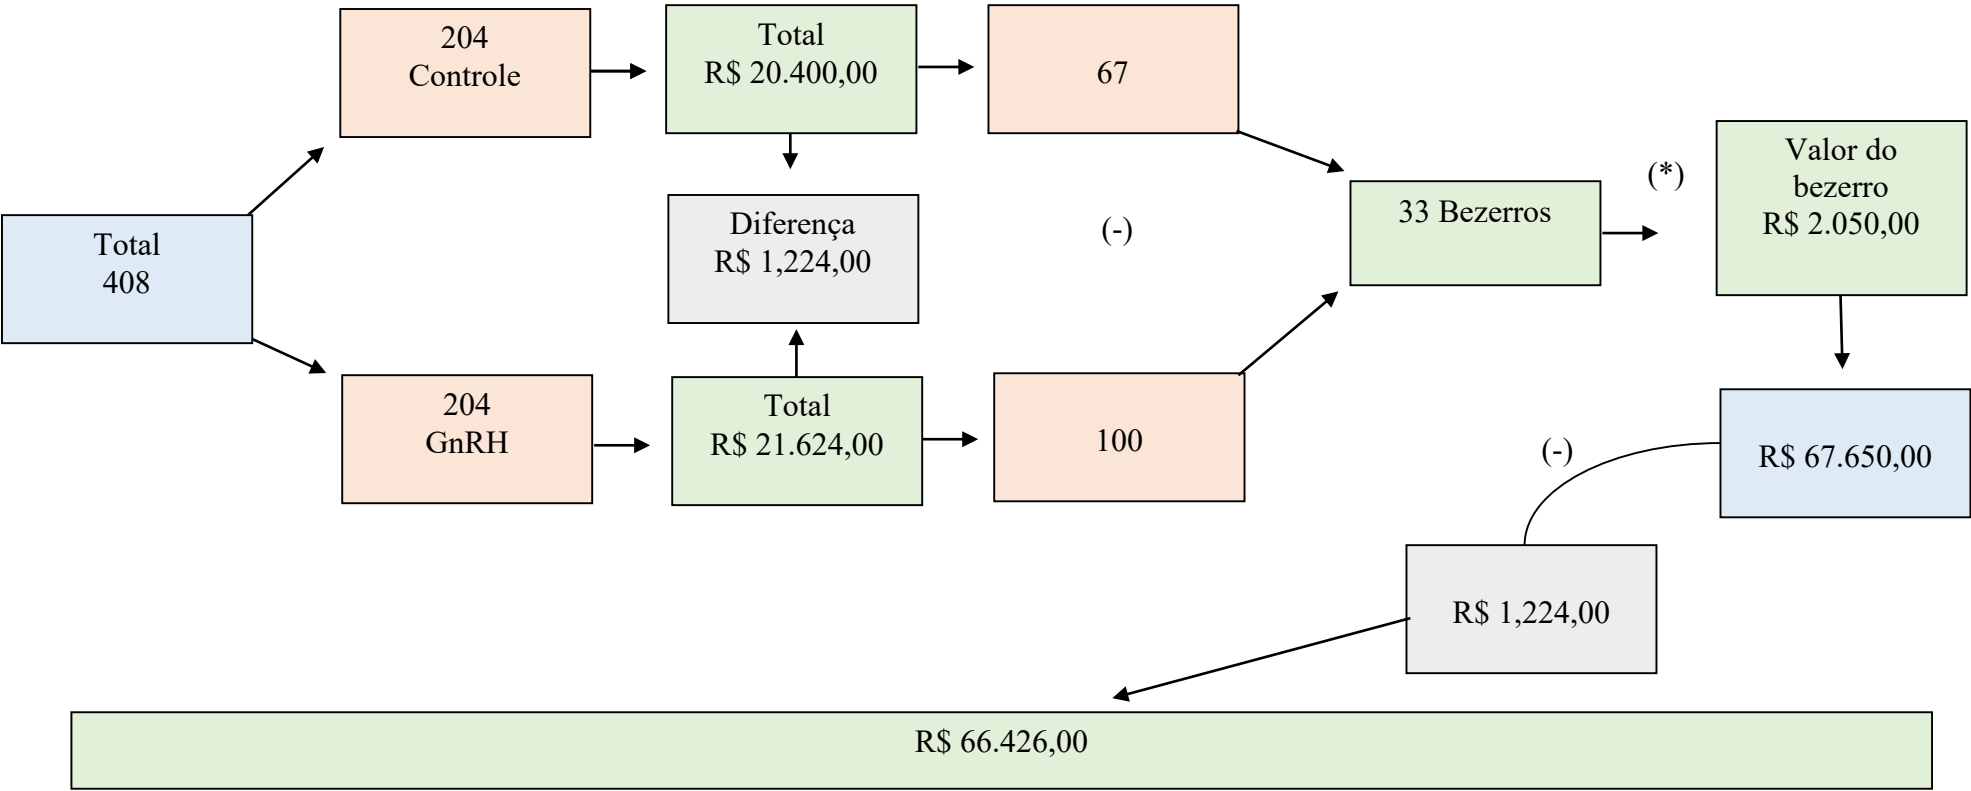 204
Controle
Total
R$ 20.400,00
67
Total
408
Diferença
R$ 1,224,00
(-)
33 Bezerros
(*)
Valor do
bezerro
R$ 2.050,00
204
GnRH
Total
R$ 21.624,00
100
(-)
R$ 67.650,00
R$ 1,224,00
R$ 66.426,00